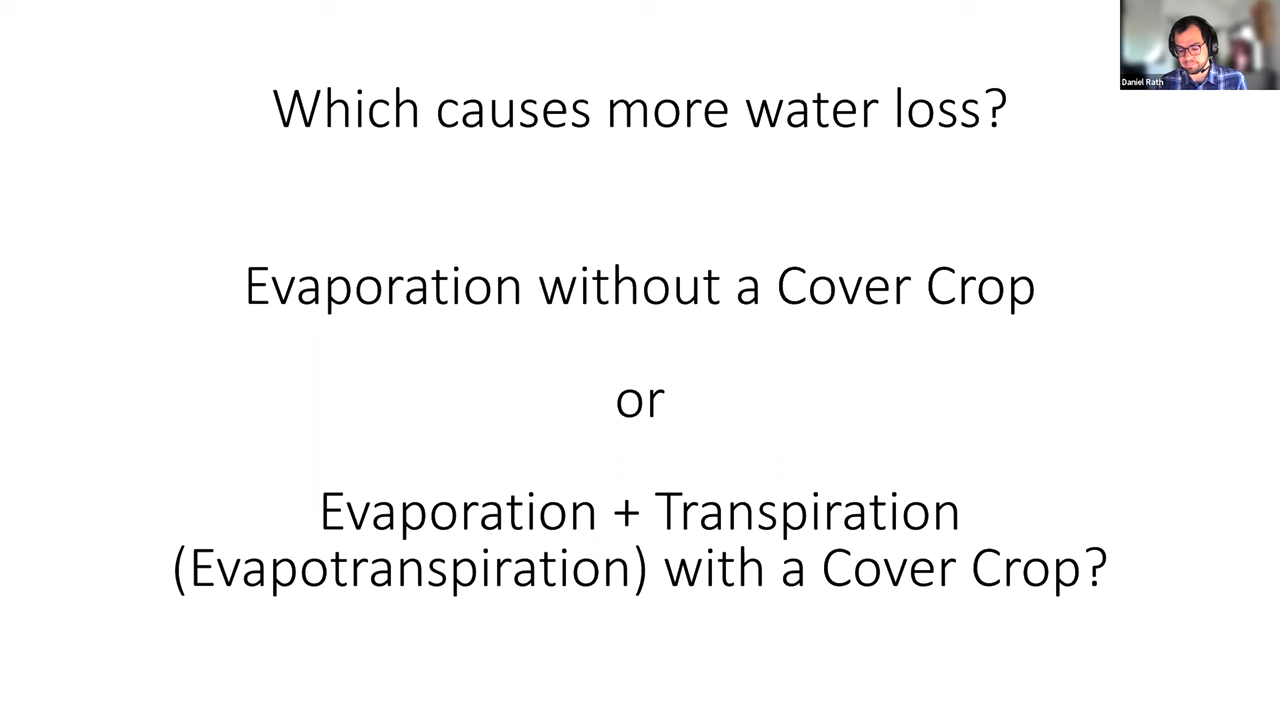 Daniel Rath
Which causes more water loss?
Evaporation without a Cover Crop
or
Evaporation + Transpiration
(Evapotranspiration) with a Cover Crop?